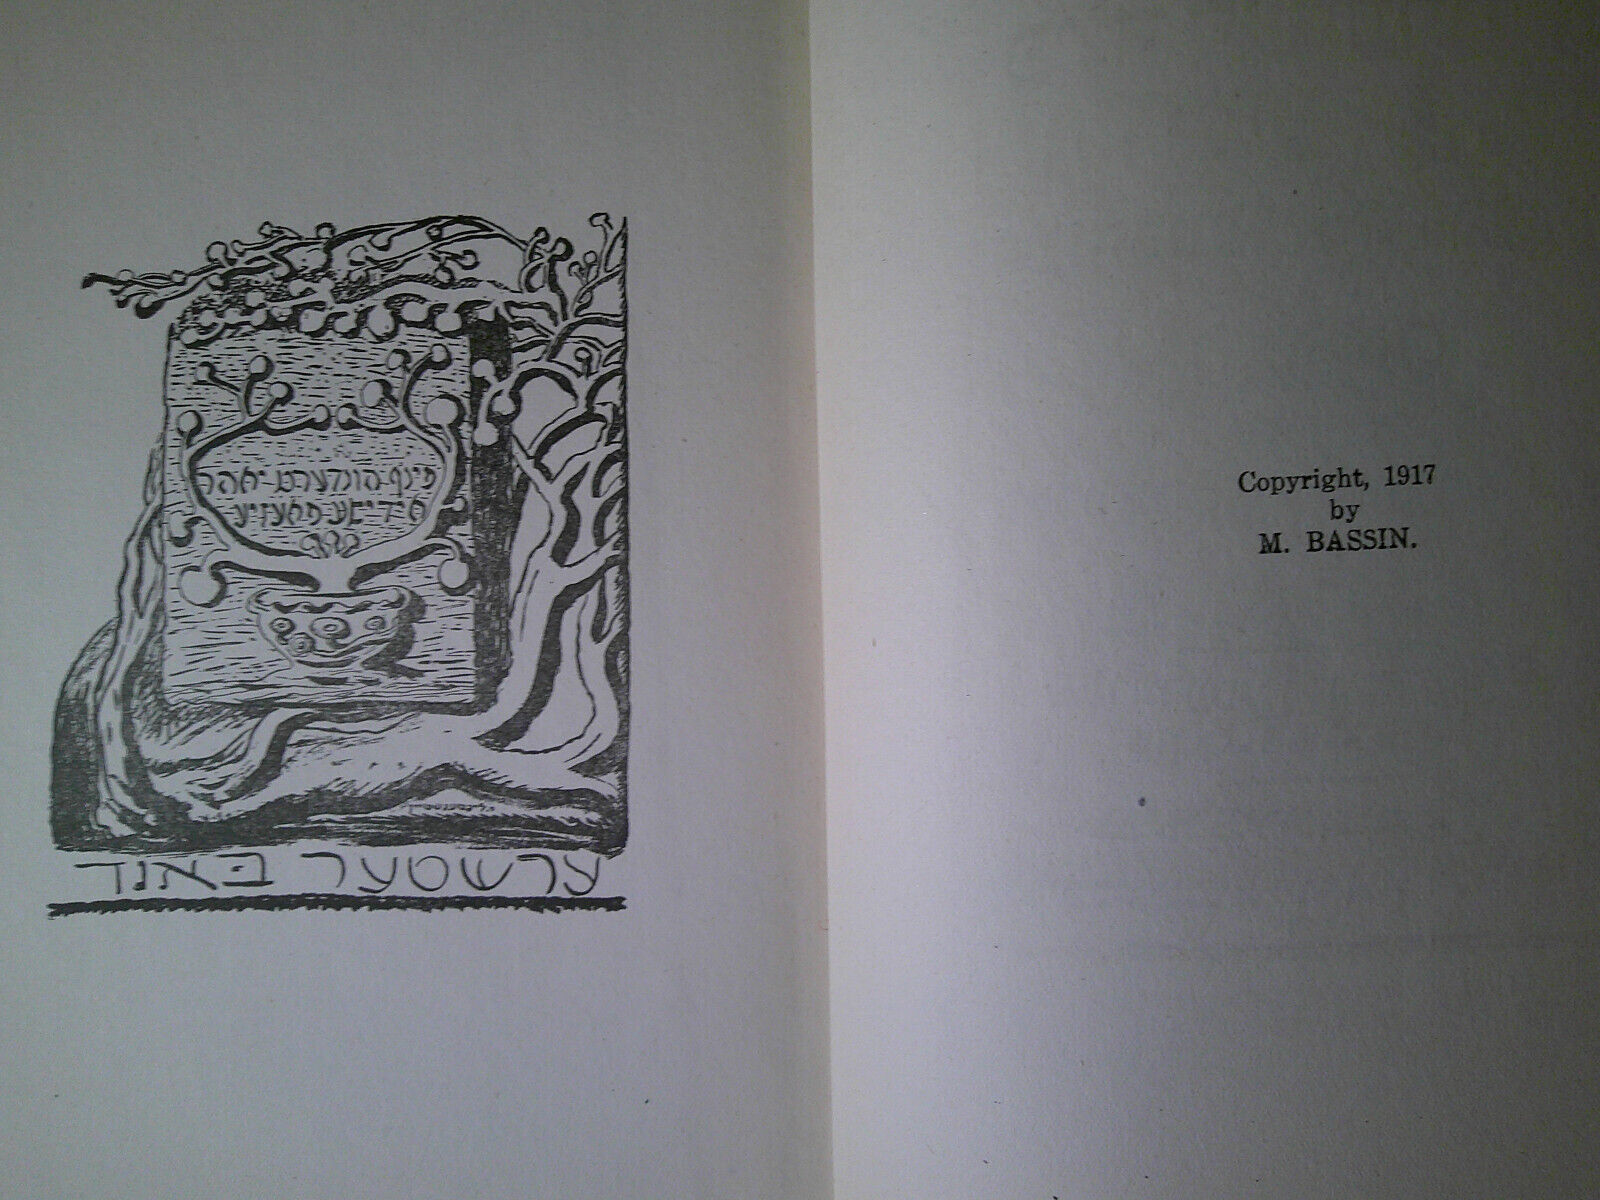 פינף הונדערט יאהר
אידישע פאעזיע
ערשטער באנד
Copyright, 1917
by
M. BASSIN.